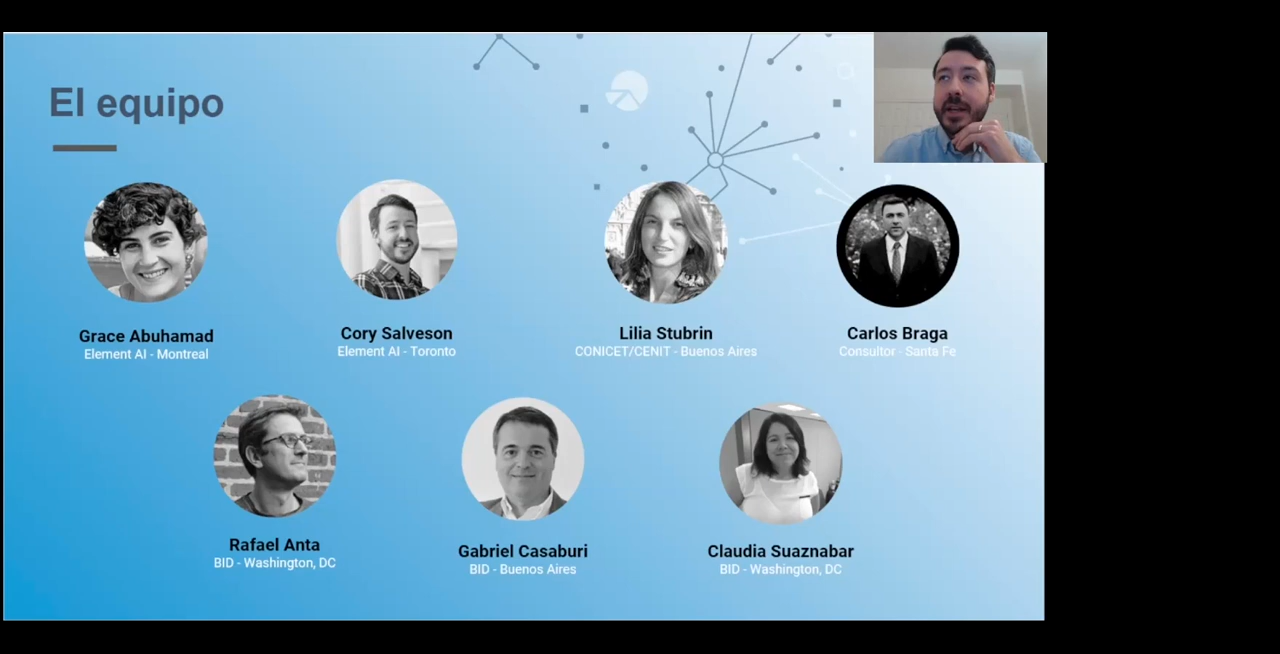 El equipo
Grace Abuhamad
Element AI - Montreal
Cory Salveson
Element AI - Toronto
Lilia Stubrin
CONICET/CENIT - Buenos Aires
Carlos Braga
Consultor - Santa Fe
Rafael Anta
BID - Washington, DC
Gabriel Casaburi
BID - Buenos Aires
Claudia Suaznabar
BID - Washington, DC